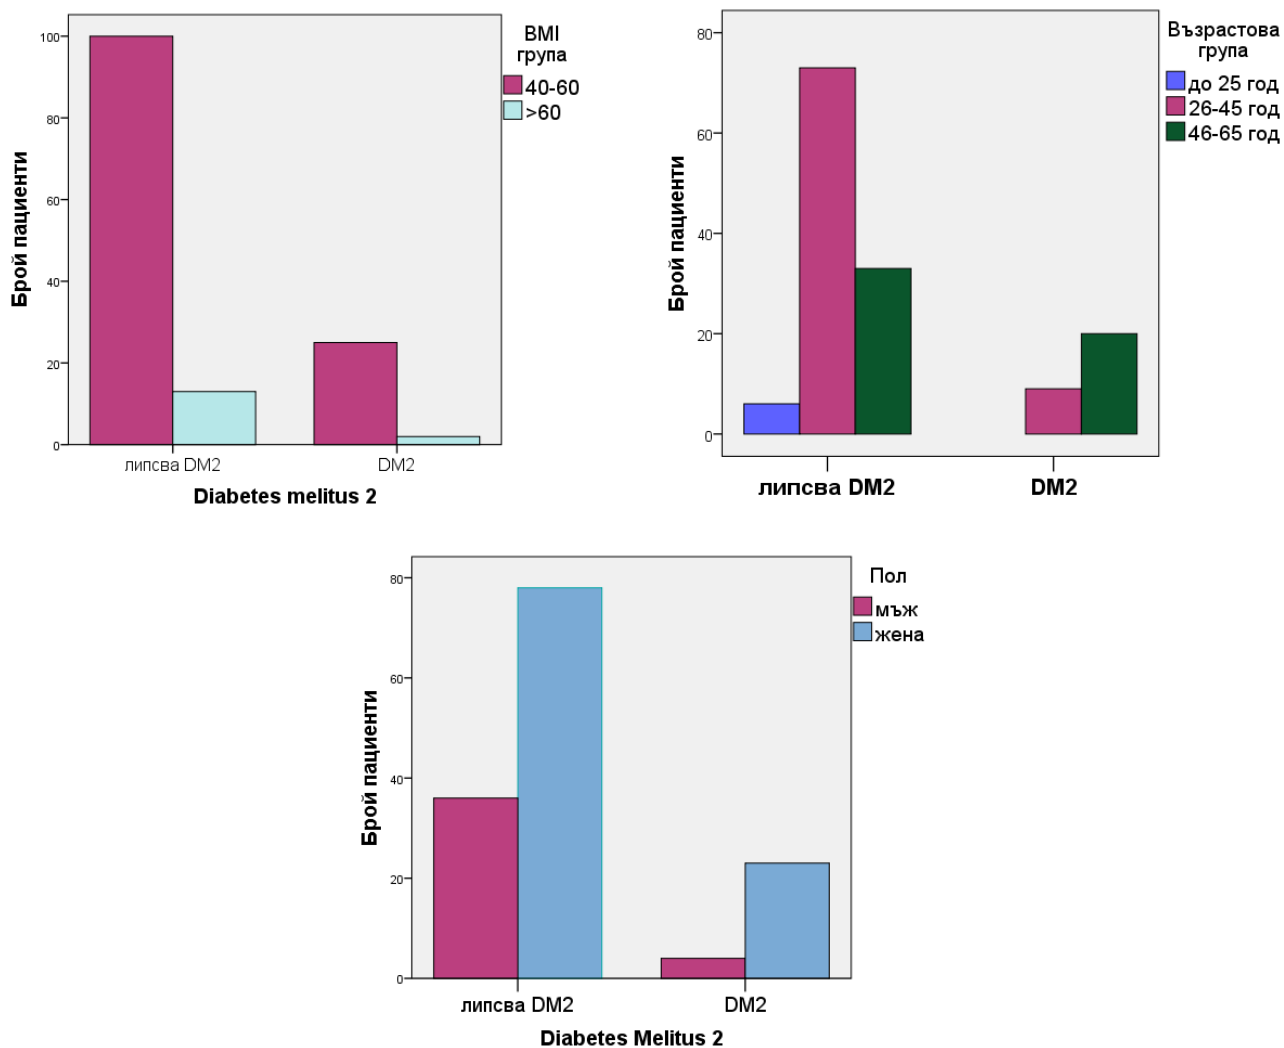 BMI
група
40-60
>60
100
80
60
40
20
0
Брой пациенти
липсва DM2
DM2
Diabetes melitus 2
Възрастова
група
до 25 год
26-45 год
46-65 год
80
60
40
20
0
Брой пациенти
липсва DM2
DM2
Пол
мъж
жена
80
60
40
20
0
Брой пациенти
липсва DM2
DM2
Diabetes Melitus 2